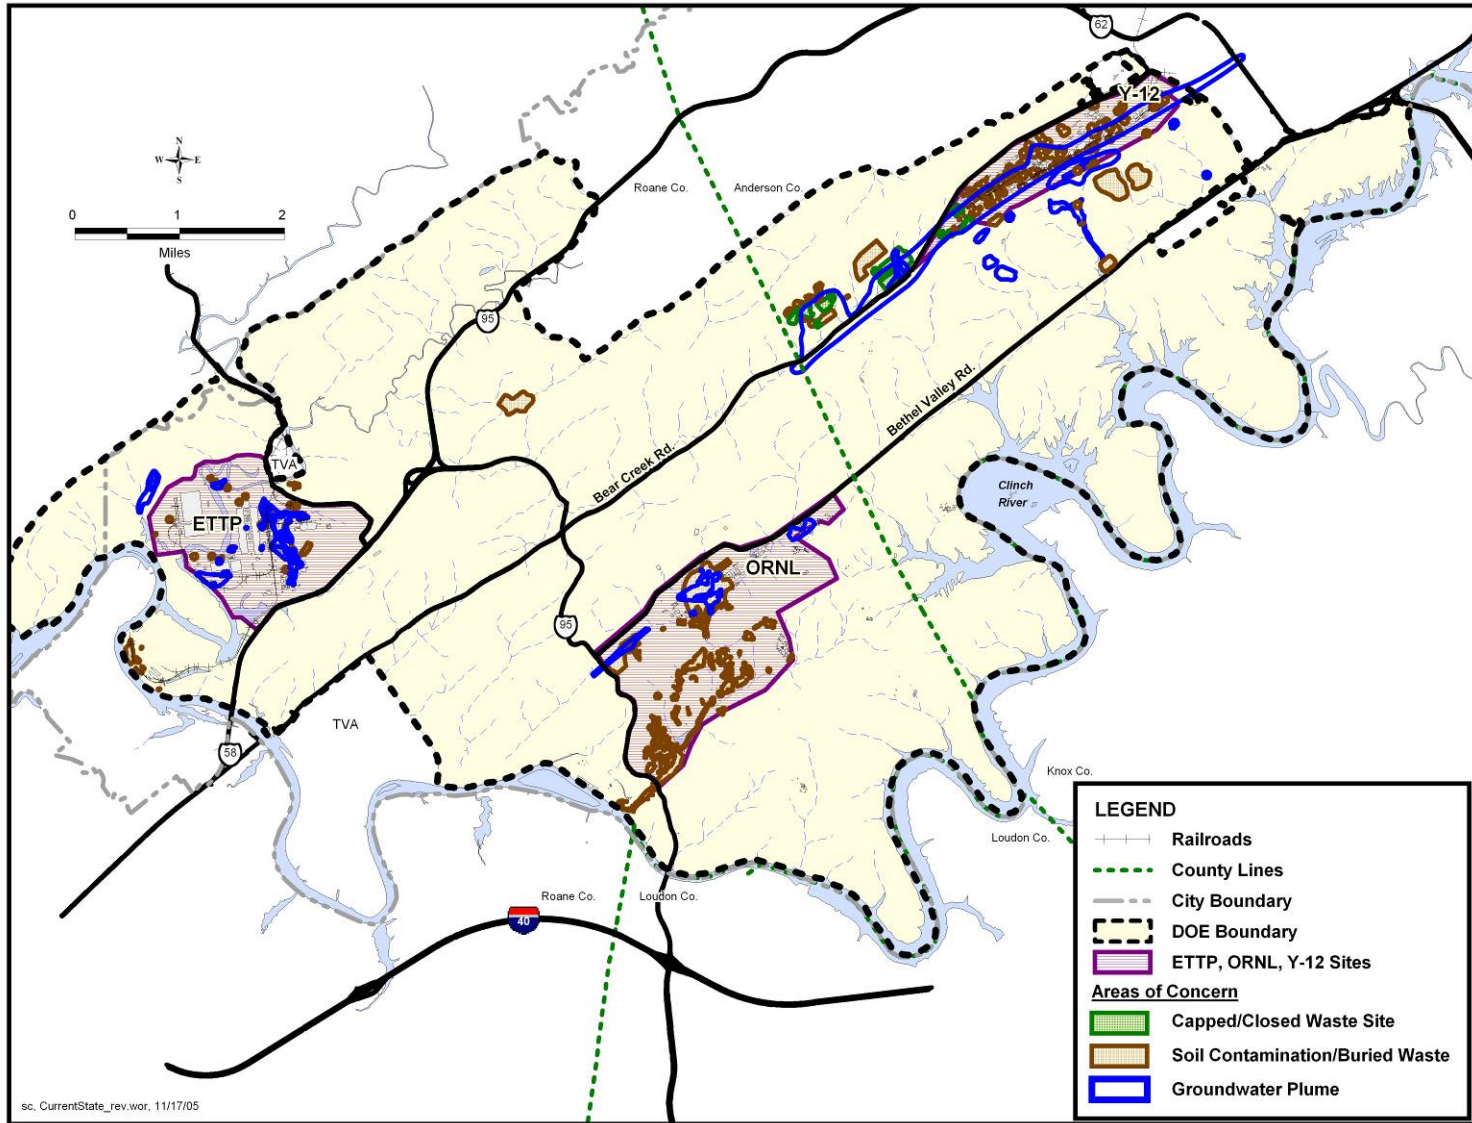 62
Y-12
N
W E
S
Roane Co.
Anderson Co.
0 1 2
Miles
95
Bethel Valley Rd.
Bear Creek Rd.
TVA
Clinch
River
ETTP
ORNL
95
TVA
58
Knox Co.
Loudon Co.
Roane Co.
Loudon Co.
40
LEGEND
Railroads
County Lines
City Boundary
DOE Boundary
ETTP, ORNL, Y-12 Sites
Areas of Concern
Capped/Closed Waste Site
Soil Contamination/Buried Waste
Groundwater Plume
sc, CurrentState_rev.wor, 11/17/05